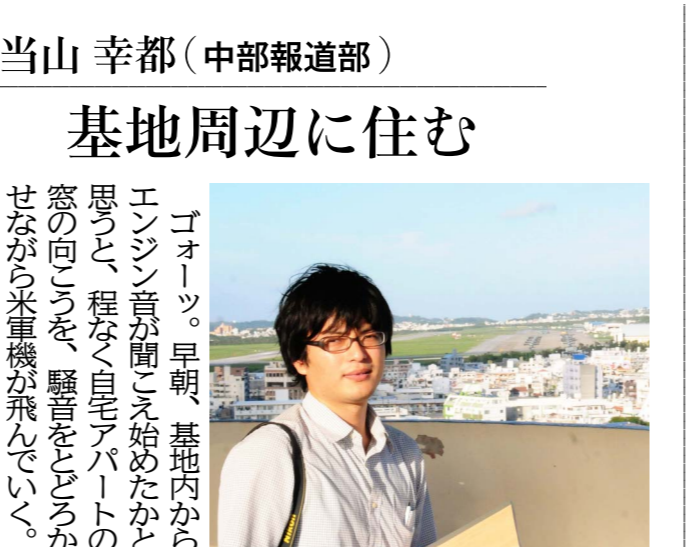 当山 幸都（中部報道部）
基地周辺に住む
ゴォーッ。早朝、基地内から
エンジン音が聞こえ始めたかと
思うと、程なく自宅アパートの
窓の向こうを、騒音をとどろか
せながら米軍機が飛んでいく。
Nikon